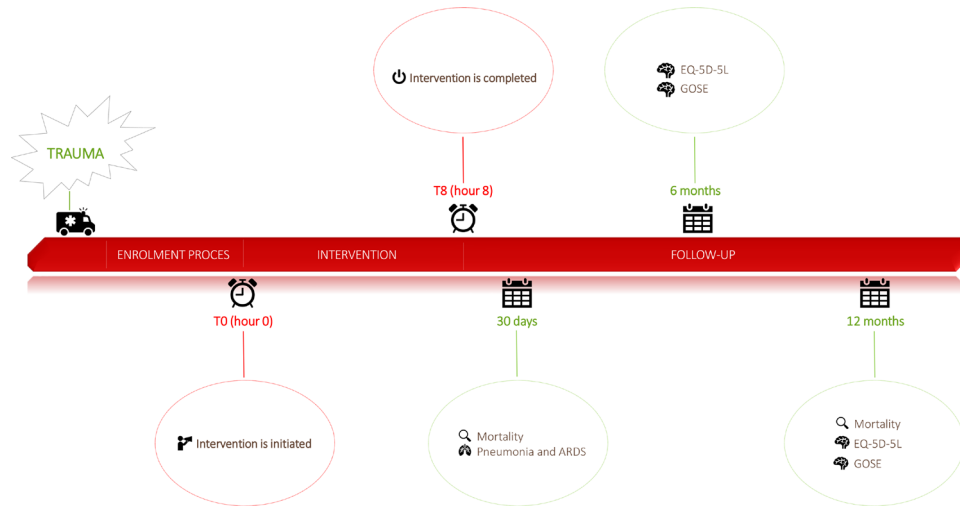 Intervention is completed
EQ-5D-5L
GOSE
TRAUMA
T8 (hour 8)
6 months
ENROLMENT PROCES
INTERVENTION
FOLLOW-UP
T0 (hour 0)
30 days
12 months
Intervention is initiated
Mortality
Pneumonia and ARDS
Mortality
EQ-5D-5L
GOSE